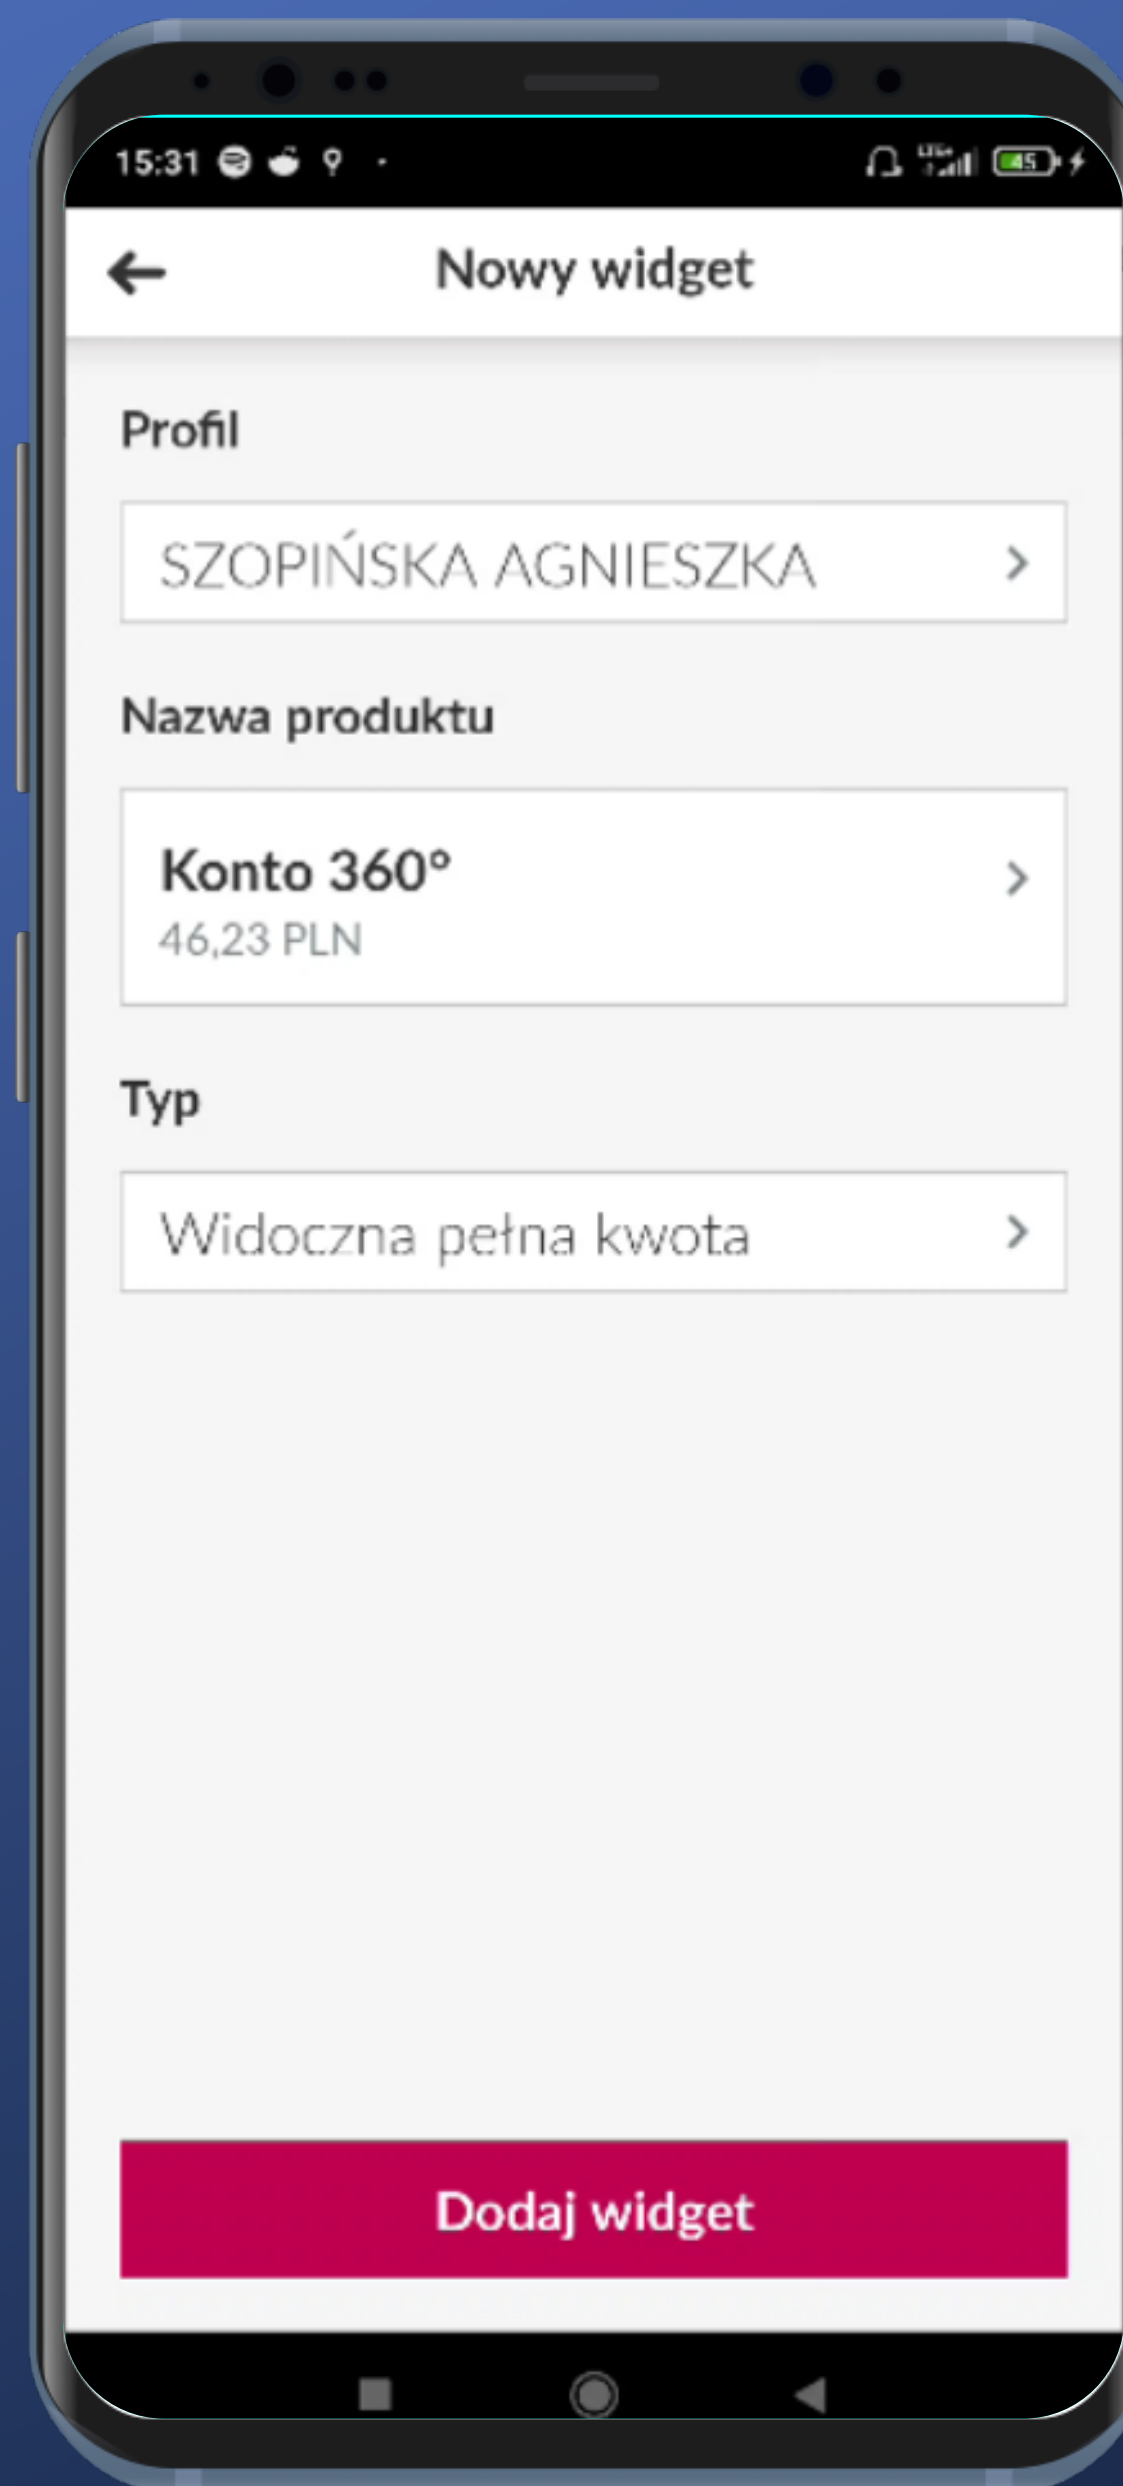 15:31
45
Nowy widget
Profil
SZOPIŃSKA AGNIESZKA
Nazwa produktu
Konto 360°
46,23 PLN
Typ
Widoczna pełna kwota
Dodaj widget